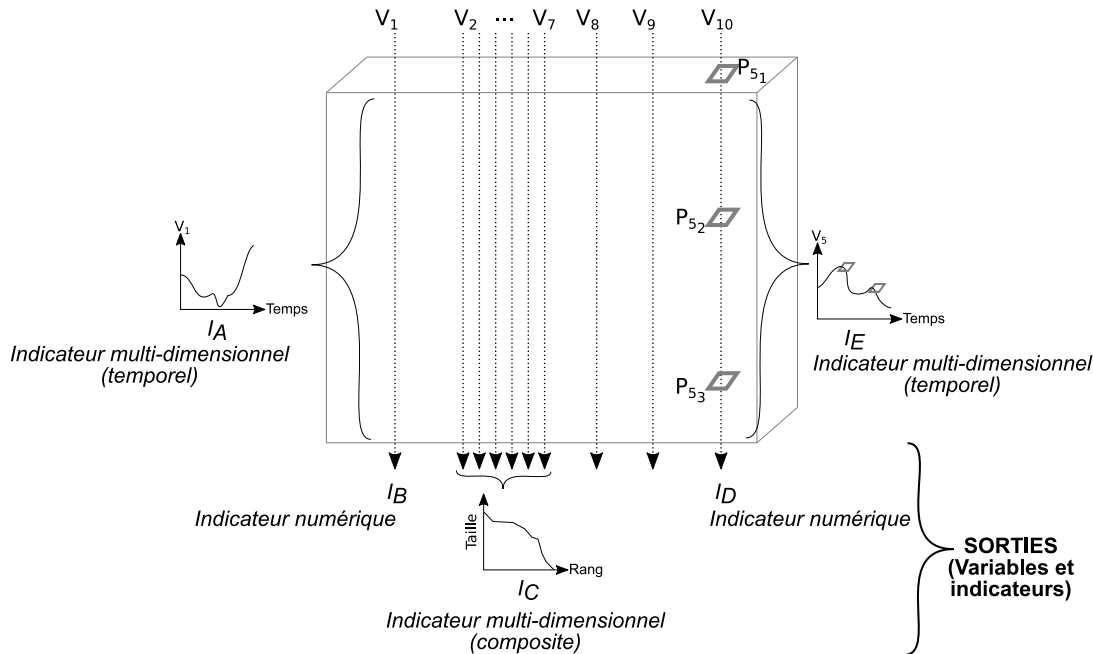 V1 V2 ... V7 V8 V9 V10
P51
P52
P53
V1
Temps
IA
Indicateur multi-dimensionnel
(temporel)
V5
Temps
IE
Indicateur multi-dimensionnel
(temporel)
IB
Indicateur numérique
Taille
Rang
IC
Indicateur multi-dimensionnel
(composite)
ID
Indicateur numérique
SORTIES
(Variables et
indicateurs)